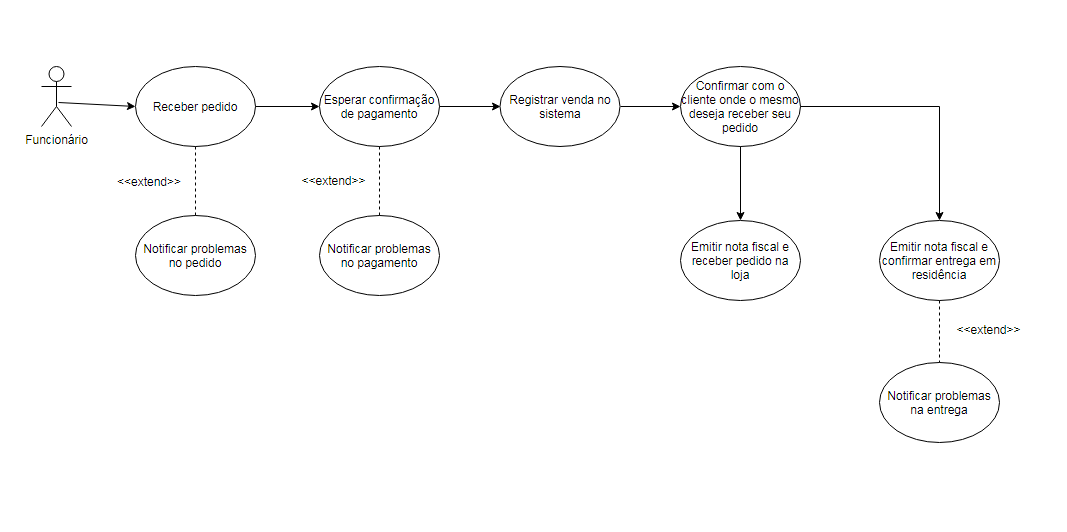 Funcionário
Receber pedido
Esperar confirmação
de pagamento
Registrar venda no
sistema
Confirmar com o
cliente onde o mesmo
deseja receber seu
pedido
<<extend>>
<<extend>>
Notificar problemas
no pedido
Notificar problemas
no pagamento
Emitir nota fiscal e
receber pedido na
loja
Emitir nota fiscal e
confirmar entrega em
residência
<<extend>>
Notificar problemas
na entrega